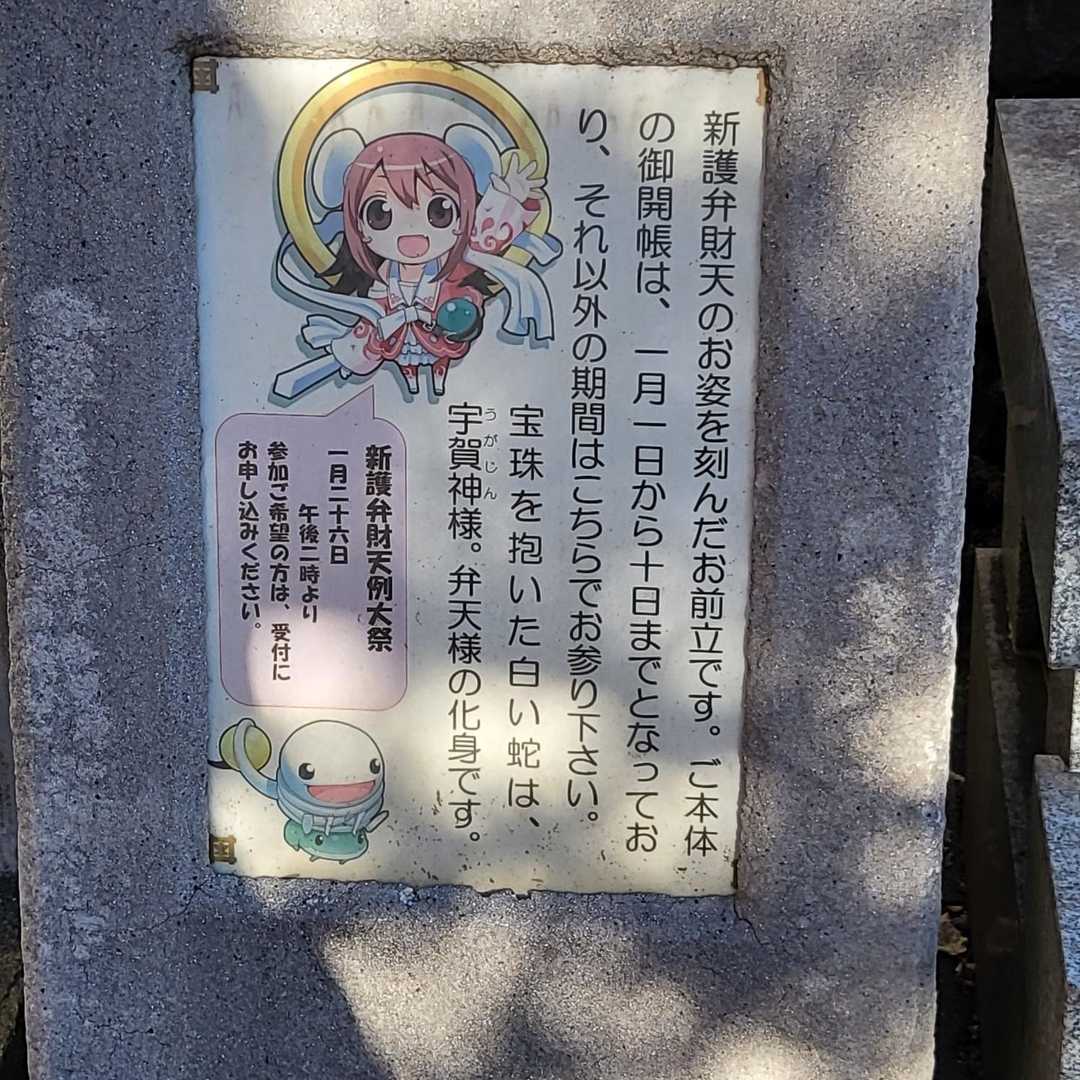 新護弁財天のお姿を刻んだお前立です。ご本体
の御開帳は、一月一日から十日までとなってお
り、それ以外の期間はこちらでお参り下さい。
宝珠を抱いた白い蛇は、
うがじん
宇賀神様。弁天様の化身です。
新護弁財天例大祭
一月二十六日
午後二時より
参加ご希望の方は、受付に
お申し込みください。